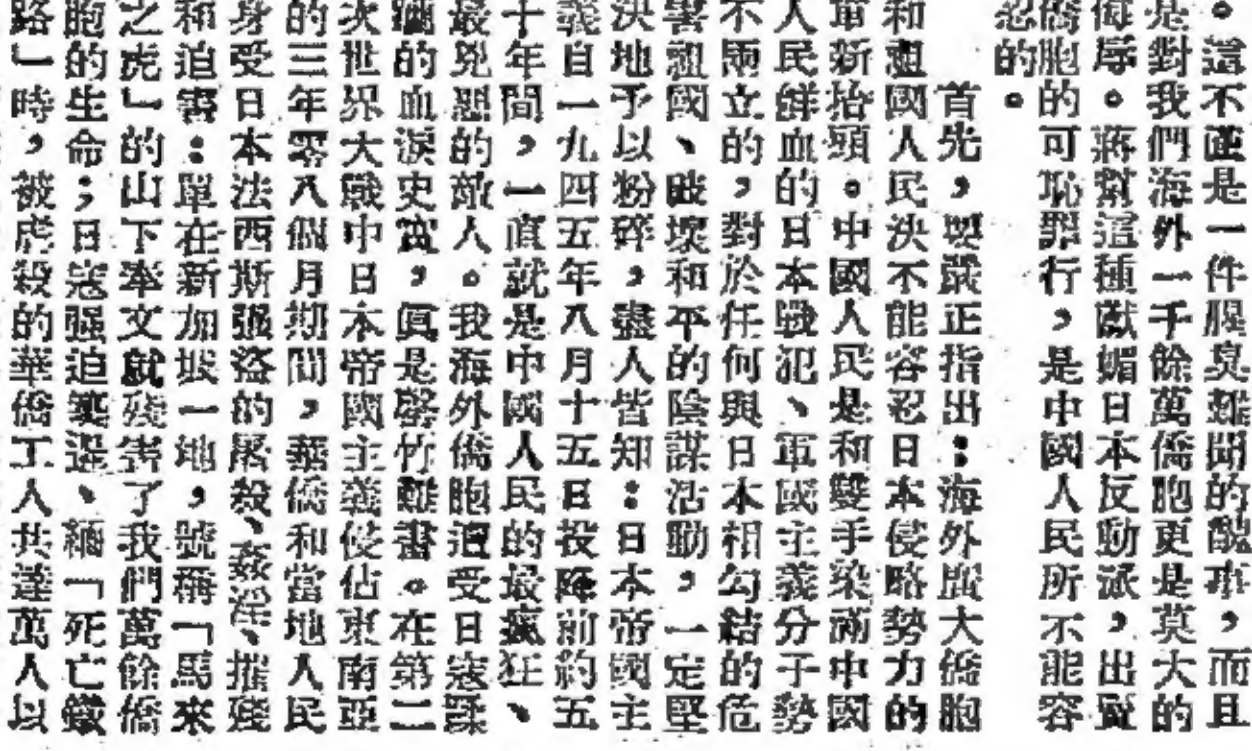 。這不僅是一件腥臭難聞的醜事，而且
是對我們海外一千餘萬僑胞更是莫大的
侮辱。蔣幫這種獻媚日本反動派，出賣
僑胞的可恥罪行，是中國人民所不能容
忍的。
首先，要嚴正指出：海外廣大僑胞
和祖國人民決不能容忍日本侵略勢力的
重新抬頭。中國人民是和雙手染滿中國
人民鮮血的日本戰犯、軍國主義分子勢
不兩立的，對於任何與日本相勾結的危
害祖國、破壞和平的陰謀活動，一定堅
決地予以粉碎，盡人皆知：日本帝國主
義自一九四五年八月十五日投降前約五
十年間，一直就是中國人民的最瘋狂、
最兇惡的敵人。我海外僑胞遭受日寇蹂
躪的血淚史實，眞是罄竹難書。在第二
次世界大戰中日本帝國主義侵佔東南亞
的三年零八個月期間，華僑和當地人民
身受日本法西斯强盜的屠殺、姦淫、摧殘
和迫害：單在新加坡一地，號稱「馬來
之虎」的山下奉文就殘害了我們萬餘僑
胞的生命；日寇强迫築造、稱「死亡鐵
路」時，被虐殺的華僑工人共達萬人以